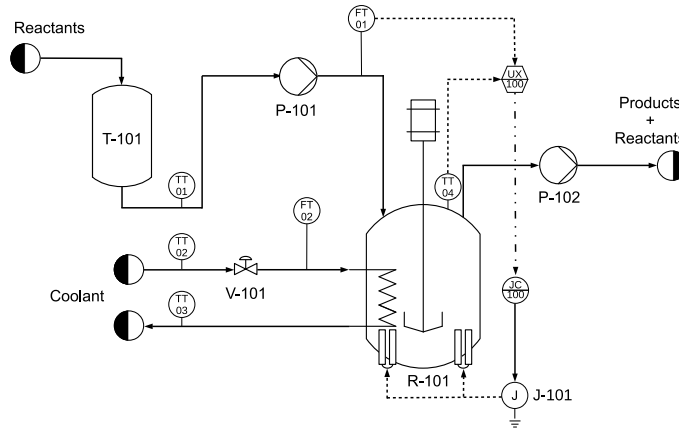 FT
01
Reactants
UX
100
P-101
T-101
Products
+
Reactants
TT
01
TT
04
P-102
FT
02
TT
02
V-101
Coolant
TT
03
JC
100
R-101
J
J-101